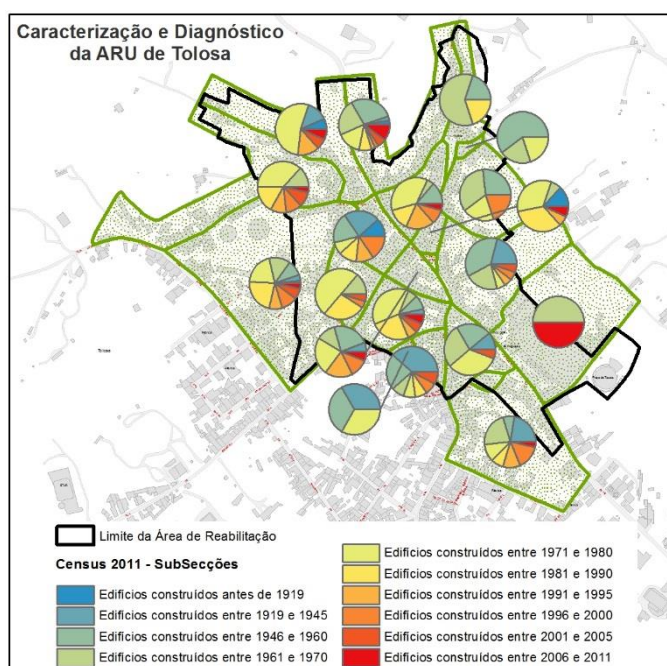 Caracterização e Diagnóstico
da ARU de Tolosa
Limite da Área de Reabilitação
Census 2011 - SubSecções
Edifícios construídos antes de 1919
Edifícios construídos entre 1919 e 1945
Edifícios construídos entre 1946 e 1960
Edifícios construídos entre 1961 e 1970
Edifícios construídos entre 1971 e 1980
Edifícios construídos entre 1981 e 1990
Edifícios construídos entre 1991 e 1995
Edifícios construídos entre 1996 e 2000
Edifícios construídos entre 2001 e 2005
Edifícios construídos entre 2006 e 2011